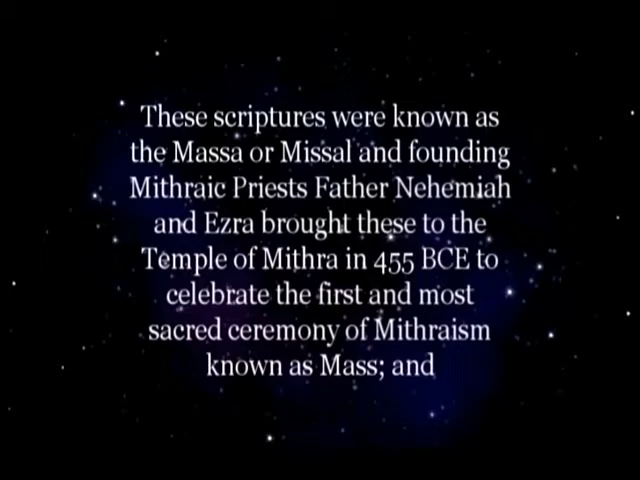 These scriptures were known as
the Massa or Missal and founding
Mithraic Priests Father Nehemiah
and Ezra brought these to the
Temple of Mithra in 455 BCE to
celebrate the first and most
sacred ceremony of Mithraism
known as Mass; and